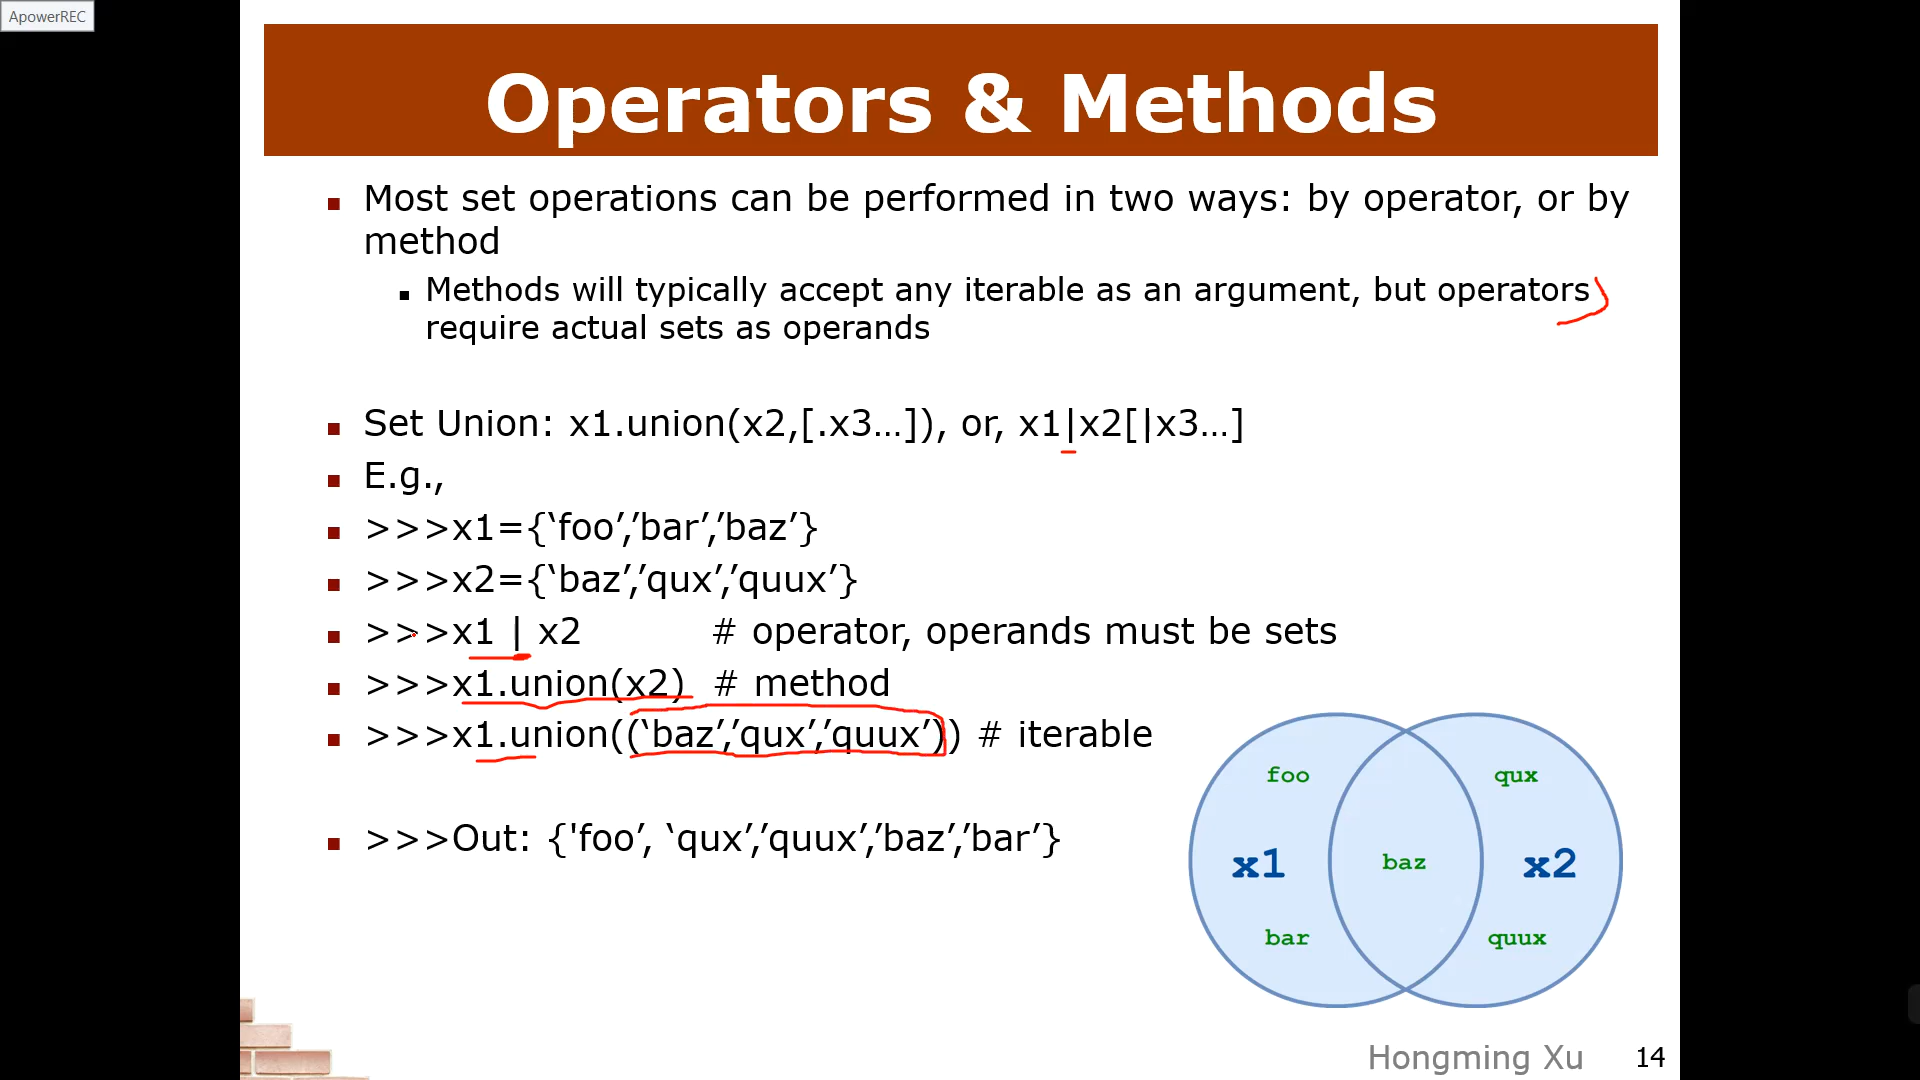 ApowerREC
Operators & Methods
Most set operations can be performed in two ways: by operator, or by
method
Methods will typically accept any iterable as an argument, but operators
require actual sets as operands
Set Union: x1.union(x2,[.x3…]), or, x1|x2[|x3…]
E.g.,
>>>x1={‘foo’,’bar’,’baz’}
>>>x2={‘baz’,’qux’,’quux’}
>>>x1 | x2 # operator, operands must be sets
>>>x1.union(x2) # method
>>>x1.union((‘baz’,’qux’,’quux’)) # iterable
>>>Out: {'foo’, ‘qux’,’quux’,’baz’,’bar’}
foo
qux
x1
baz
x2
bar
quux
Hongming Xu
14